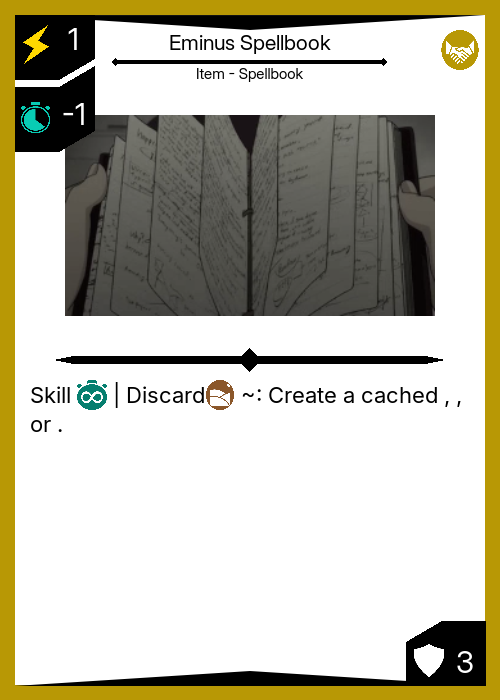 1
Eminus Spellbook
Item - Spellbook
-1
Skill | Discard ~: Create a cached , ,
or .
3